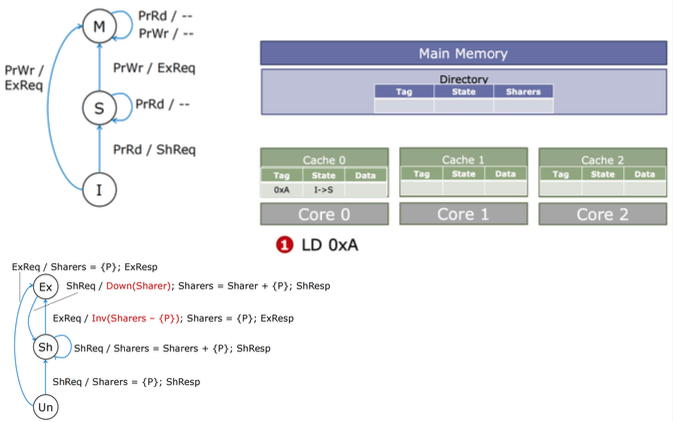 M
PrRd / --
PrWr / --
PrWr /
ExReq
PrWr / ExReq
S
PrRd / --
PrRd / ShReq
I
Main Memory
Directory
Tag State Sharers
Cache 0
Tag State Data
0xA I->S
Core 0
Cache 1
Tag State Data
Core 1
Cache 2
Tag State Data
Core 2
1 LD 0xA
ExReq / Sharers = {P}; ExResp
Ex
ShReq / Down(Sharer); Sharers = Sharer + {P}; ShResp
ExReq / Inv(Sharers – {P}); Sharers = {P}; ExResp
Sh
ShReq / Sharers = Sharers + {P}; ShResp
ShReq / Sharers = {P}; ShResp
Un